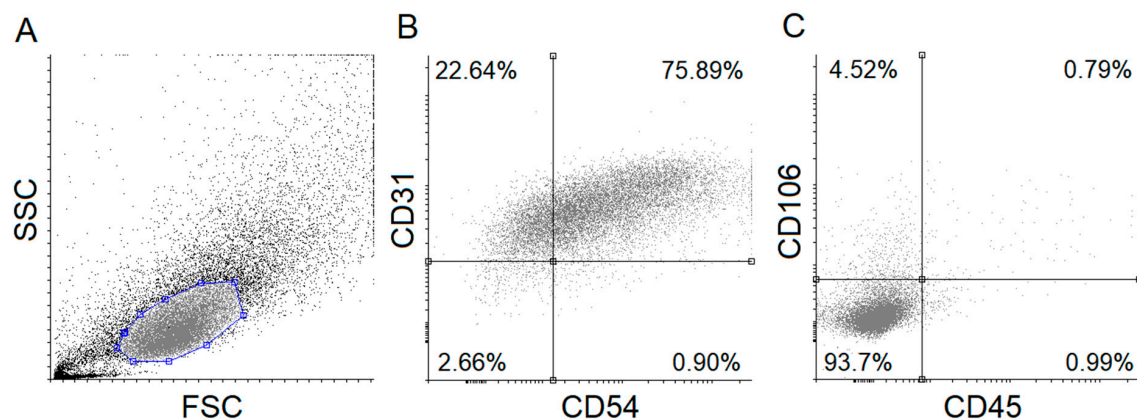 A
SSC
FSC
B
22.64% 75.89%
CD31
2.66% 0.90%
CD54
C
4.52% 0.79%
CD106
93.7% 0.99%
CD45